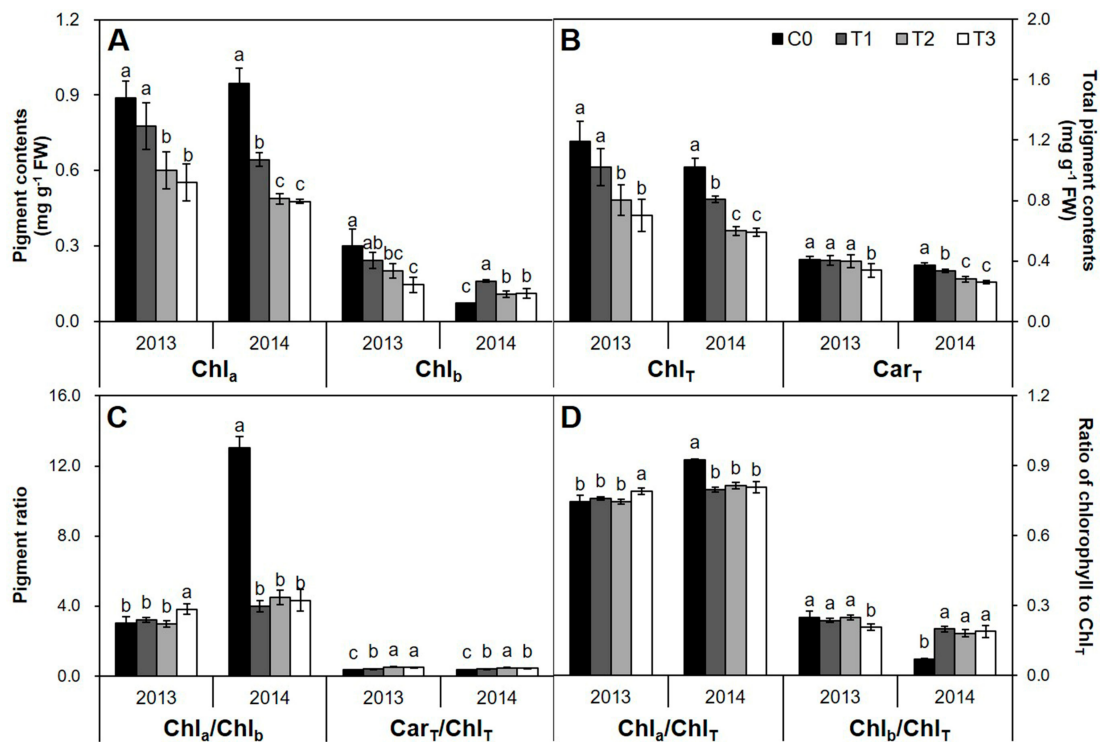 A
Pigment contents
(mg g-1 FW)
1.2
0.9
0.6
0.3
0.0
a a b b
a b c c
a ab bc c
c a b b
2013 2014 2013 2014
Chla Chlb
B
C0 T1 T2 T3
Total pigment contents
(mg g-1 FW)
2.0
1.6
1.2
0.8
0.4
0.0
a a b b
a b c c
a a a b
a b c c
2013 2014 2013 2014
ChlT CarT
C
Pigment ratio
16.0
12.0
8.0
4.0
0.0
b b b a
a b b b
c b a a
c b a b
2013 2014 2013 2014
Chla/Chlb CarT/ChlT
D
Ratio of chlorophyll to ChlT
1.2
0.9
0.6
0.3
0.0
b b b a
a b b b
a a a b
b a a a
2013 2014 2013 2014
Chla/ChlT Chlb/ChlT